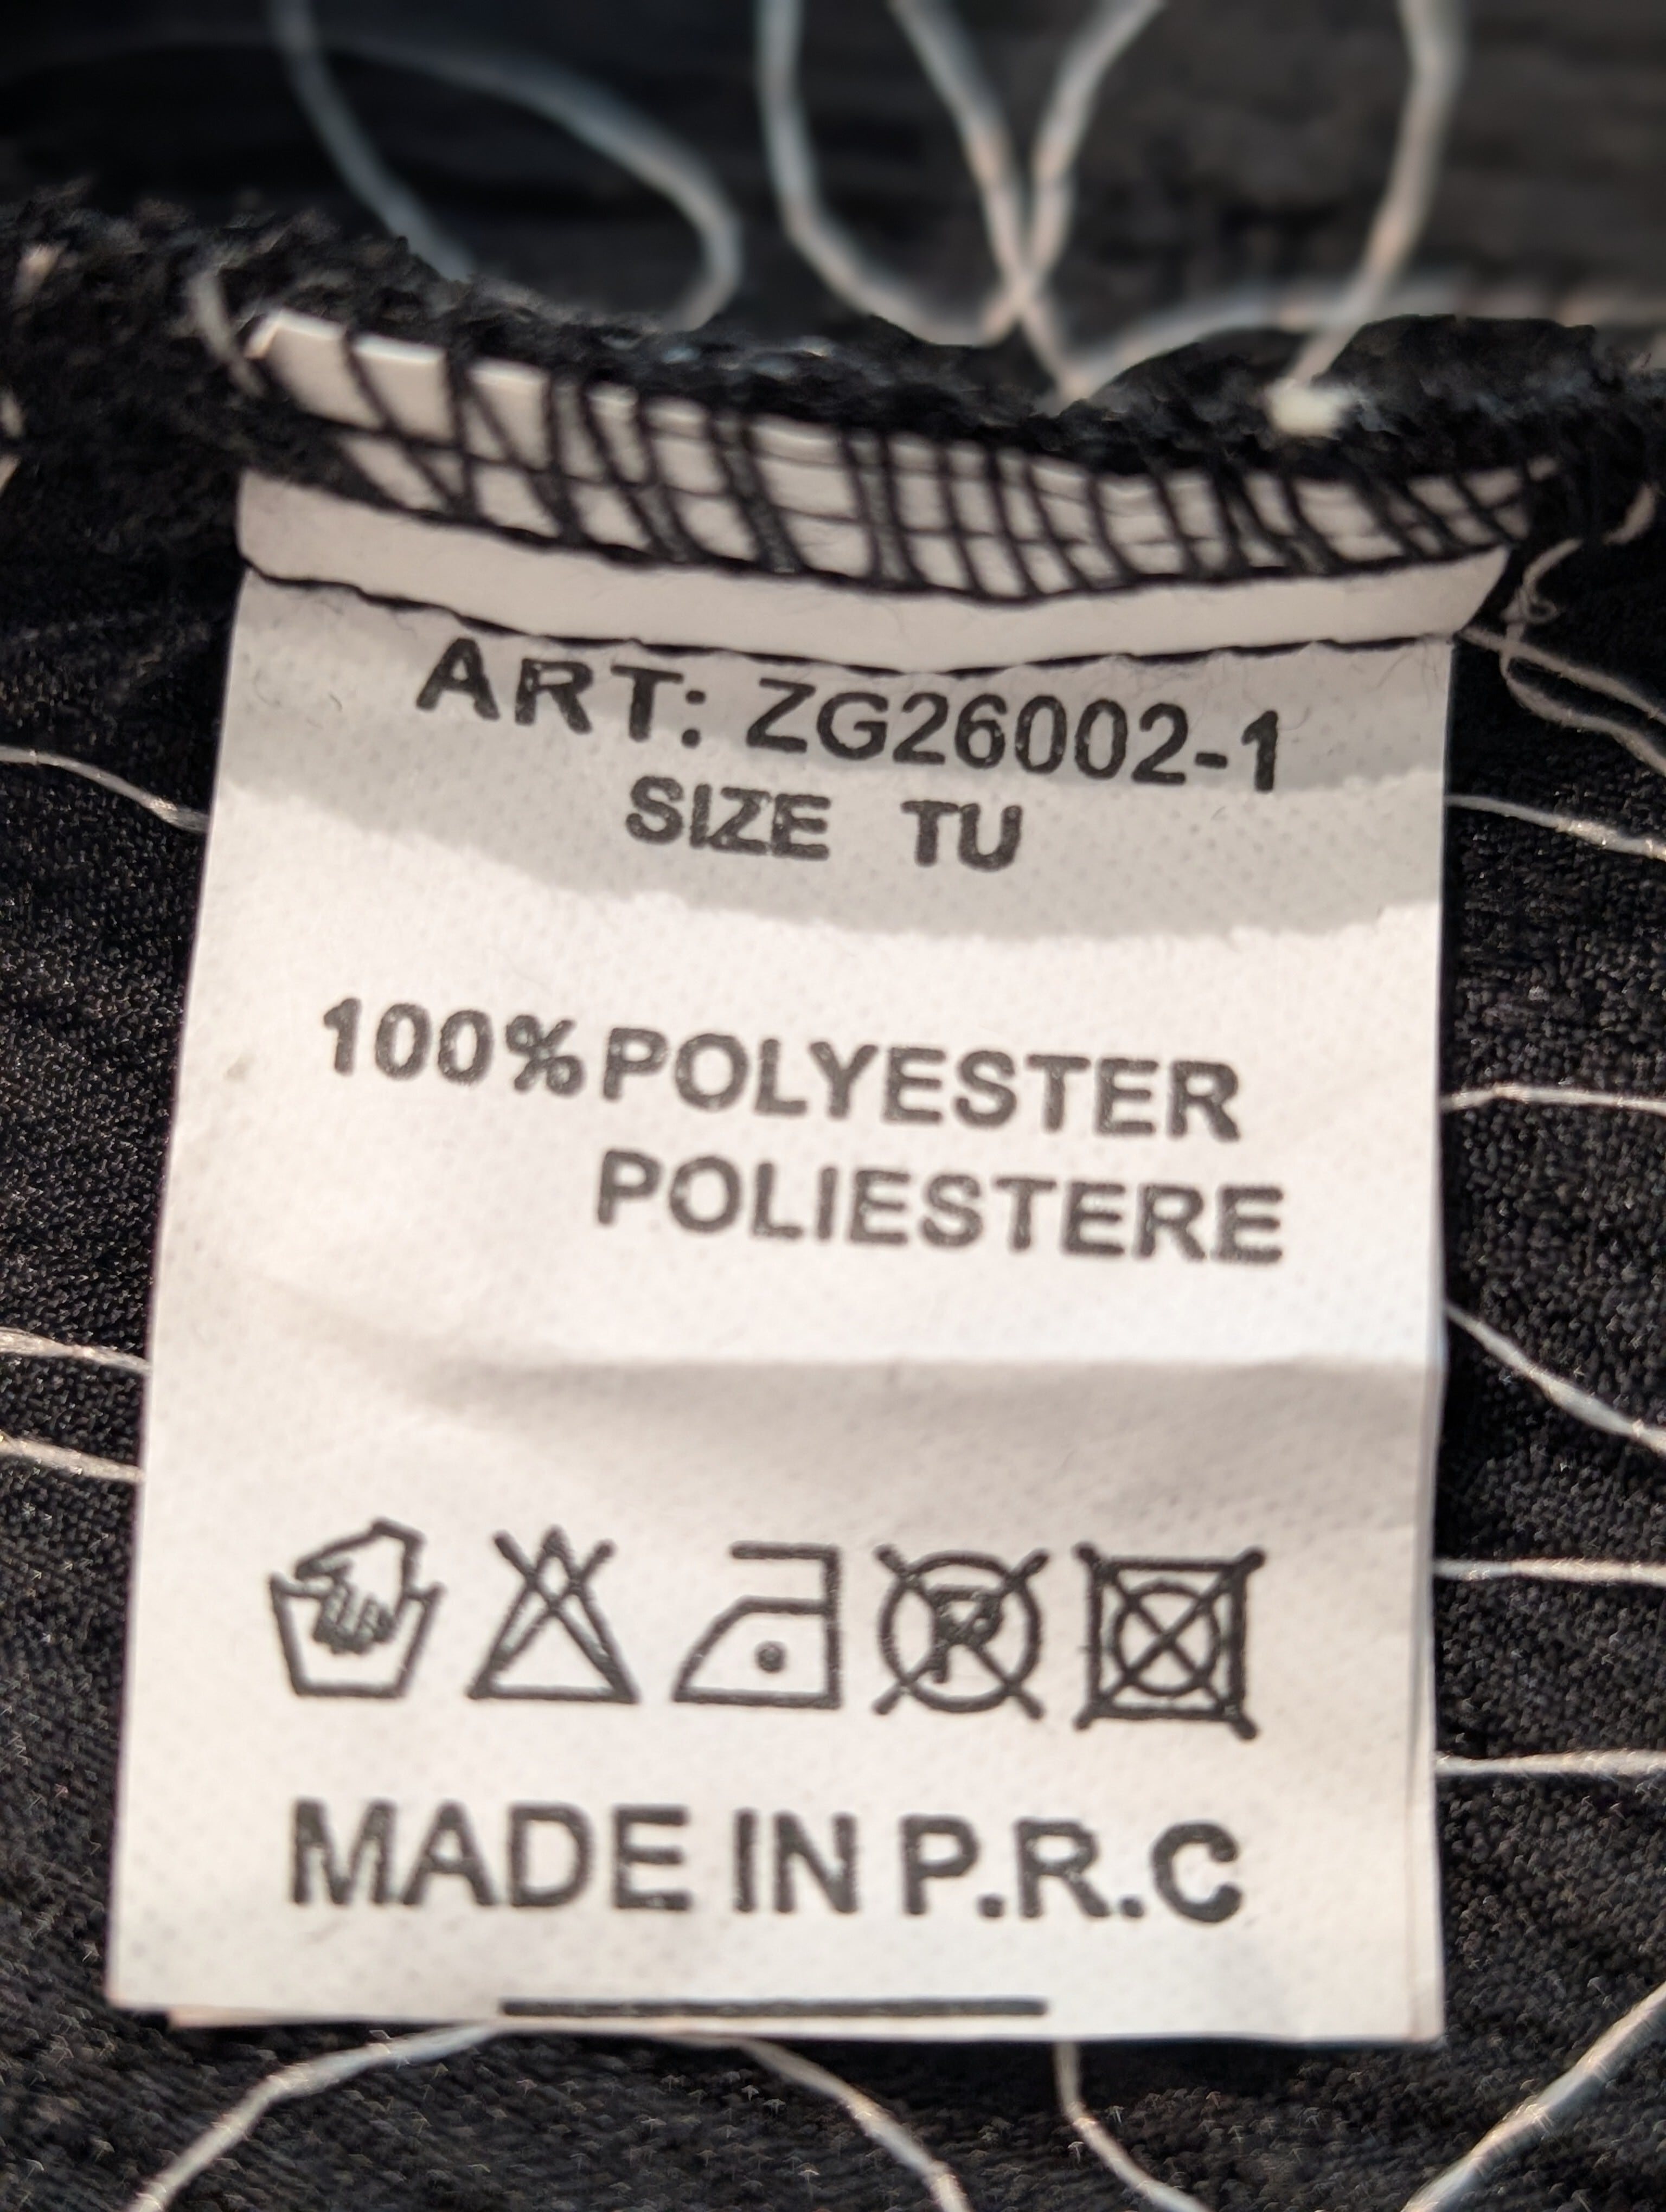 ART: ZG26002-1
SIZE TU
100% POLYESTER
POLIESTERE
P
MADE IN P.R.C